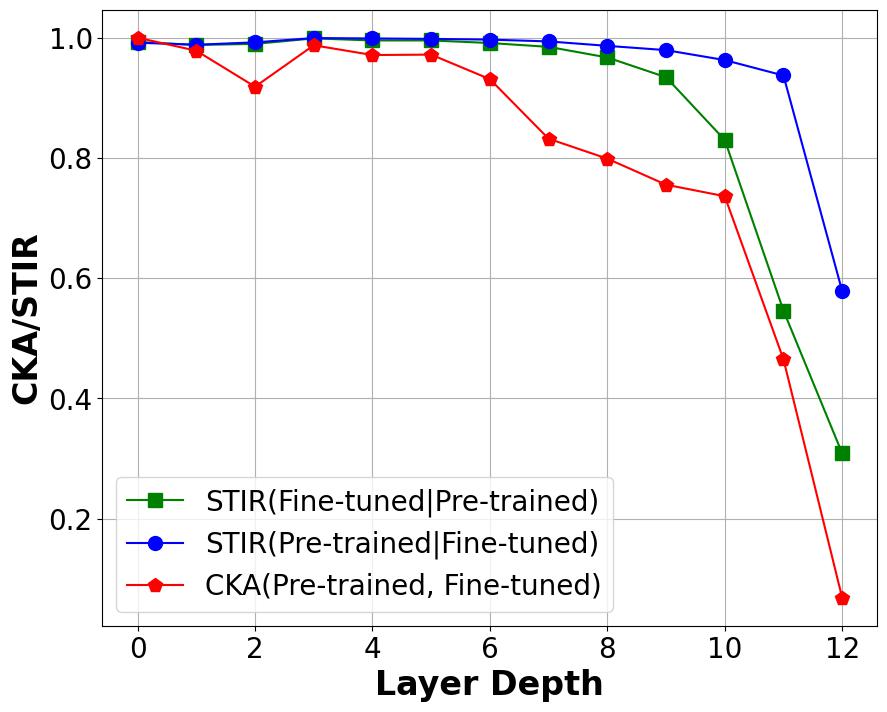 CKA/STIR
1.0
0.8
0.6
0.4
0.2
STIR(Fine-tuned|Pre-trained)
STIR(Pre-trained|Fine-tuned)
CKA(Pre-trained, Fine-tuned)
0 2 4 6 8 10 12
Layer Depth